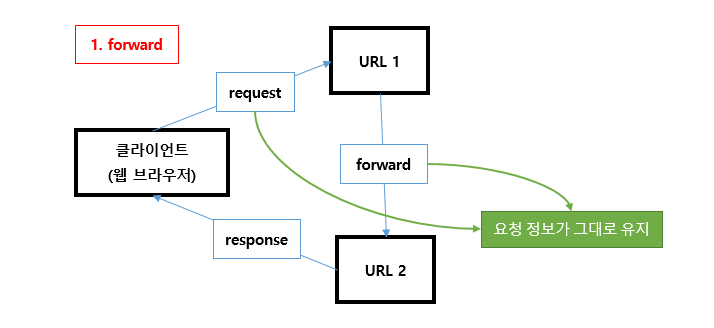 1. forward
URL 1
request
클라이언트
(웹 브라우저)
forward
요청 정보가 그대로 유지
response
URL 2